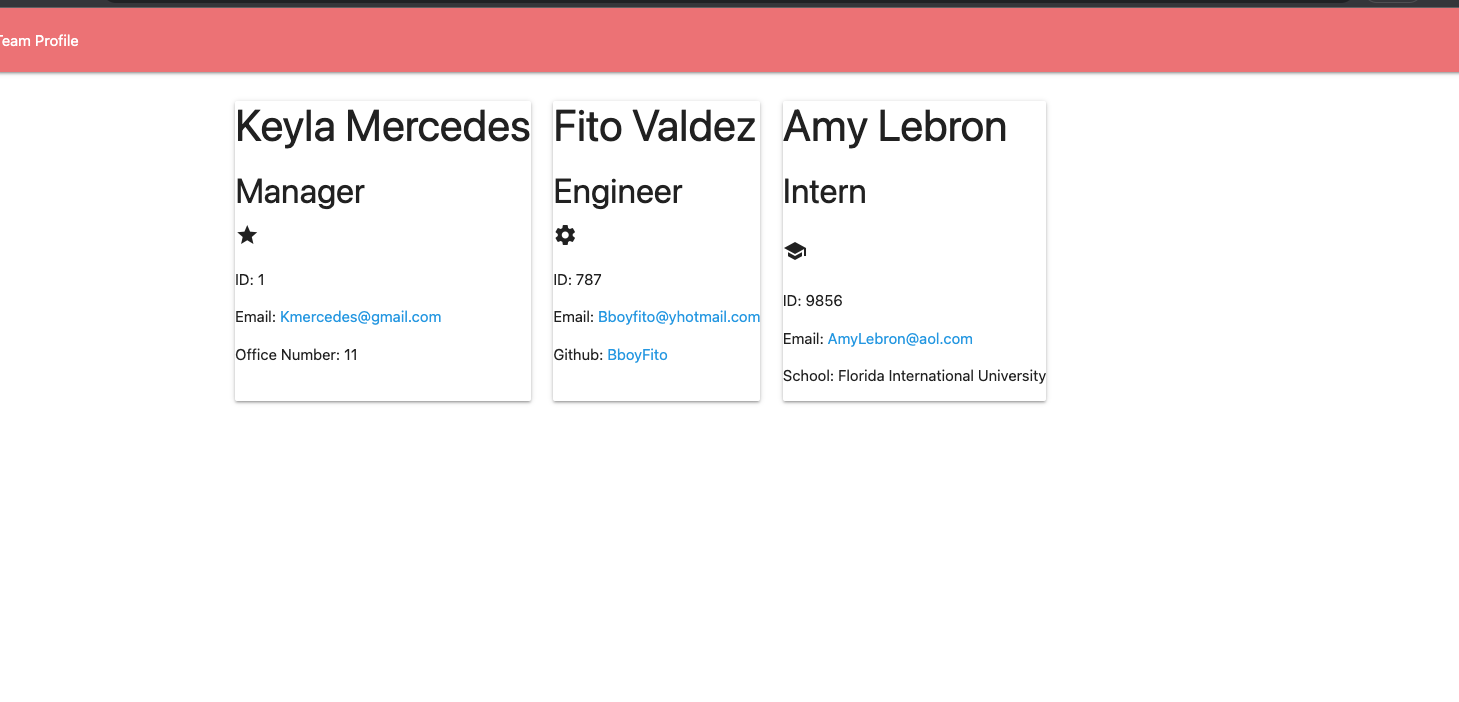 Team Profile
Keyla Mercedes
Manager
ID: 1
Email: Kmercedes@gmail.com
Office Number: 11
Fito Valdez
Engineer
ID: 787
Email: Bboyfito@yhotmail.com
Github: BboyFito
Amy Lebron
Intern
ID: 9856
Email: AmyLebron@aol.com
School: Florida International University